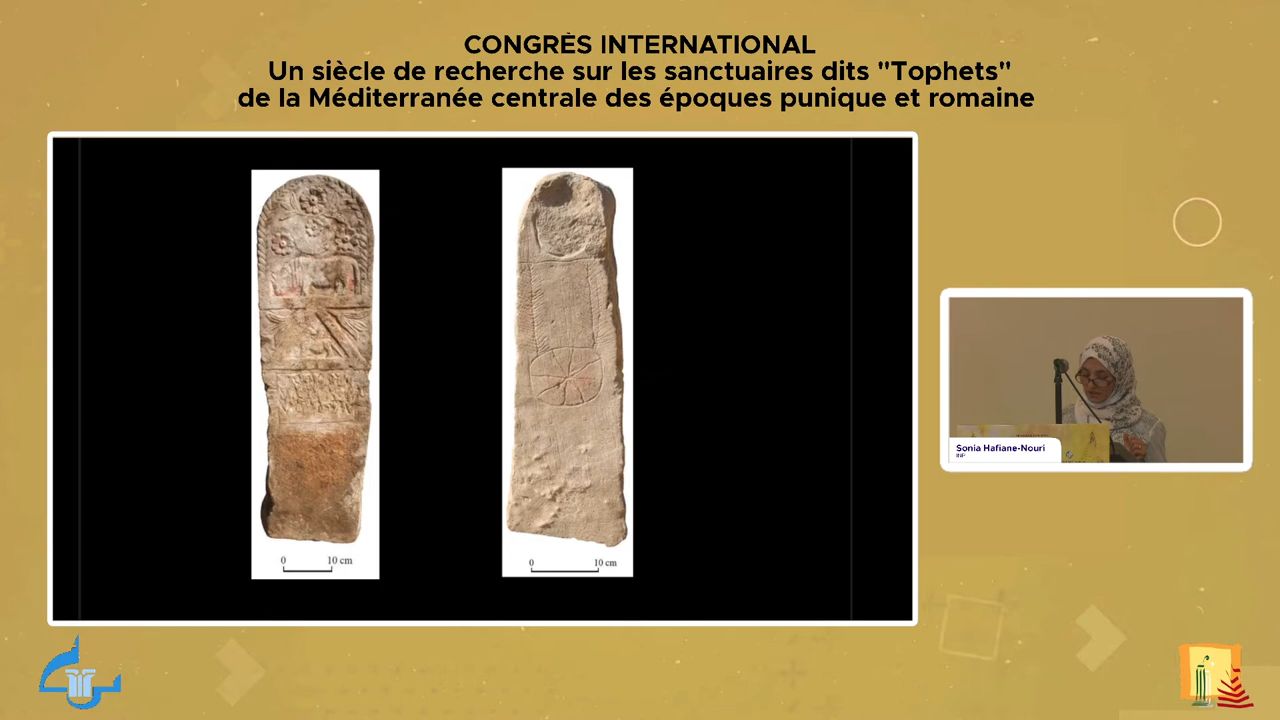 CONGRÈS INTERNATIONAL
Un siècle de recherche sur les sanctuaires dits "Tophets"
de la Méditerranée centrale des époques punique et romaine
0 10 cm
0 10 cm
Sonia Hafiane-Nouri
INP